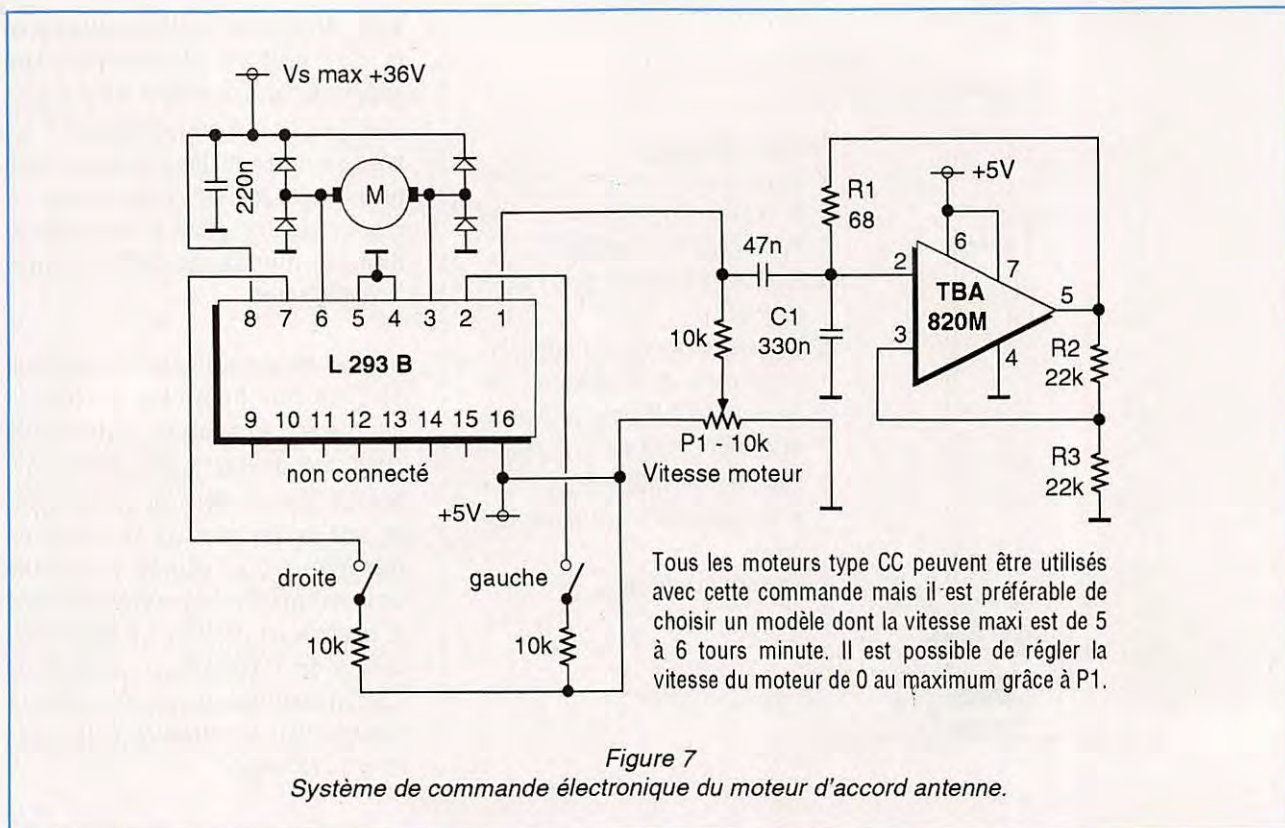 Vs max +36V
220n
M
8 7 6 5 4 3 2 1
L 293 B
9 10 11 12 13 14 15 16
non connecté
+5V
droite
gauche
10k
10k
10k
P1 - 10k
Vitesse moteur
47n
C1
330n
R1
68
+5V
6
7
2
3
TBA
820M
5
4
R2
22k
R3
22k
Tous les moteurs type CC peuvent être utilisés
avec cette commande mais il est préférable de
choisir un modèle dont la vitesse maxi est de 5
à 6 tours minute. Il est possible de régler la
vitesse du moteur de 0 au maximum grâce à P1.
Figure 7
Système de commande électronique du moteur d'accord antenne.